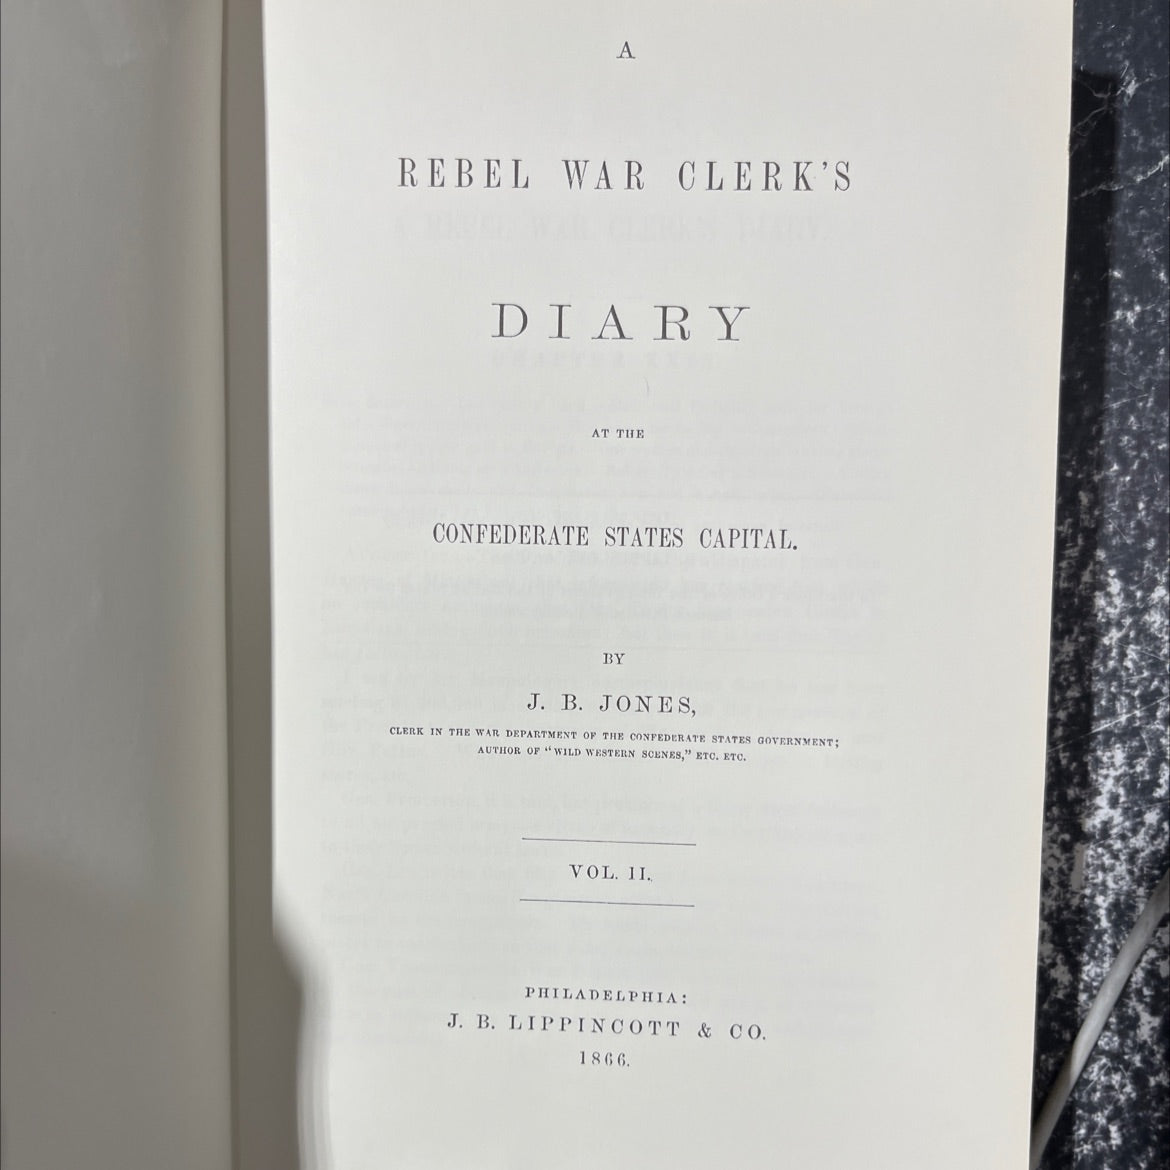 A
REBEL WAR CLERK'S
DIARY
AT THE
CONFEDERATE STATES CAPITAL.
BY
J. B. JONES,
CLERK IN THE WAR DEPARTMENT OF THE CONFEDERATE STATES GOVERNMENT;
AUTHOR OF "WILD WESTERN SCENES," ETC. ETC.
VOL. II.
PHILADELPHIA:
J. B. LIPPINCOTT & CO.
1866.